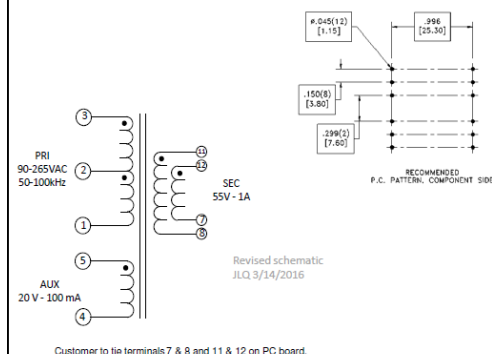 ø.045(12)
[1.15]
.996
[25.30]
.150(8)
[3.80]
.299(2)
[7.60]
RECOMMENDED
P.C. PATTERN, COMPONENT SIDE
3
PRI
90-265VAC
50-100kHz
2
1
11
12
SEC
55V - 1A
7
8
5
AUX
20 V - 100 mA
4
Revised schematic
JLQ 3/14/2016
Customer to tie terminals 7 & 8 and 11 & 12 on PC board.